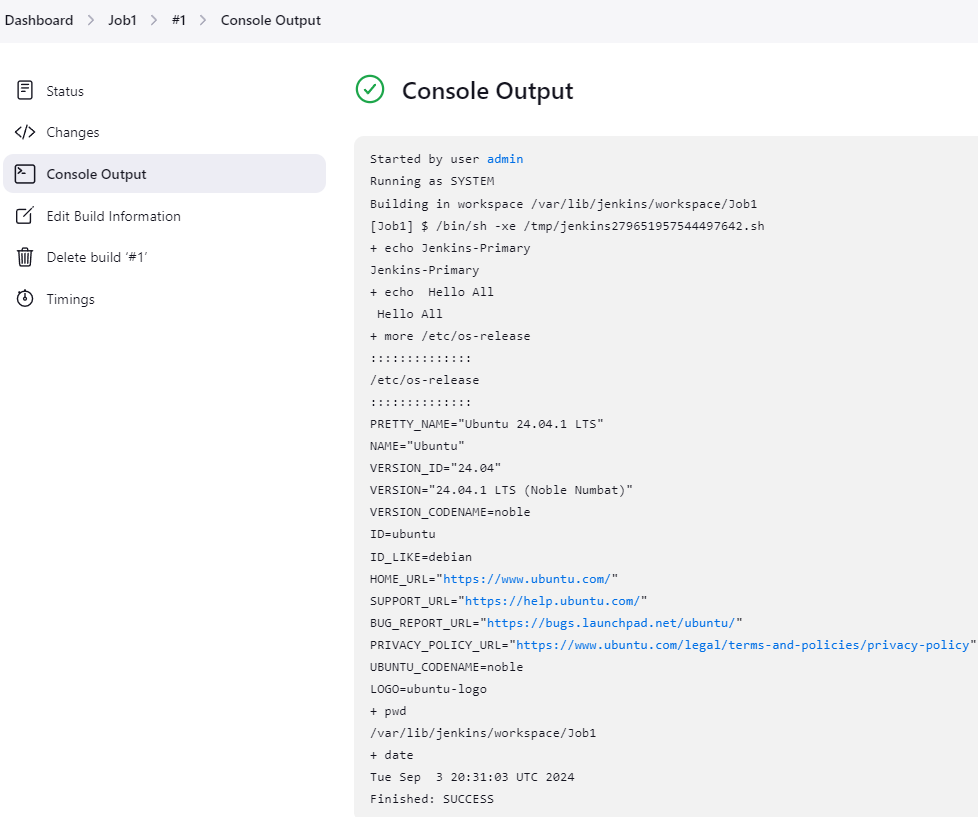 Dashboard > Job1 > #1 > Console Output
Status
Changes
Console Output
Edit Build Information
Delete build ‘#1’
Timings
Console Output
Started by user admin
Running as SYSTEM
Building in workspace /var/lib/jenkins/workspace/Job1
[Job1] $ /bin/sh -xe /tmp/jenkins279651957544497642.sh
+ echo Jenkins-Primary
Jenkins-Primary
+ echo  Hello All
 Hello All
+ more /etc/os-release
::::::::::::::
/etc/os-release
::::::::::::::
PRETTY_NAME="Ubuntu 24.04.1 LTS"
NAME="Ubuntu"
VERSION_ID="24.04"
VERSION="24.04.1 LTS (Noble Numbat)"
VERSION_CODENAME=noble
ID=ubuntu
ID_LIKE=debian
HOME_URL="https://www.ubuntu.com/"
SUPPORT_URL="https://help.ubuntu.com/"
BUG_REPORT_URL="https://bugs.launchpad.net/ubuntu/"
PRIVACY_POLICY_URL="https://www.ubuntu.com/legal/terms-and-policies/privacy-policy"
UBUNTU_CODENAME=noble
LOGO=ubuntu-logo
+ pwd
/var/lib/jenkins/workspace/Job1
+ date
Tue Sep  3 20:31:03 UTC 2024
Finished: SUCCESS